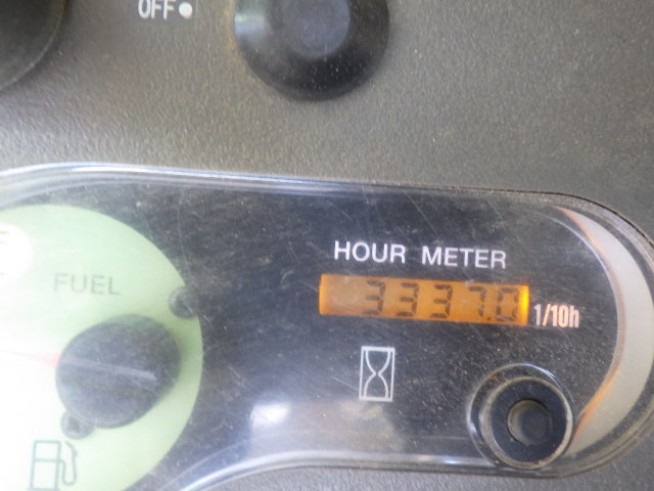 OFF
HOUR METER
3337.0 1/10h
FUEL